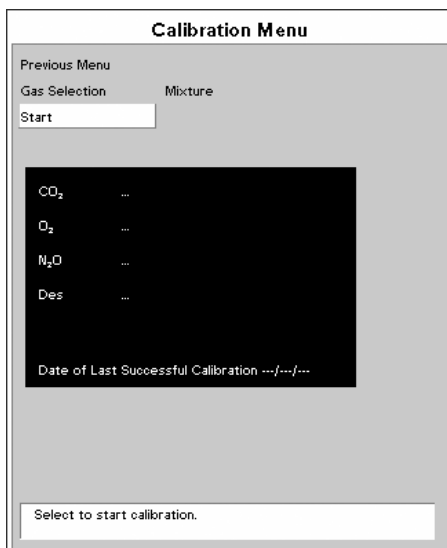 Calibration Menu
Previous Menu
Gas Selection Mixture
Start
CO₂ ...
O₂ ...
N₂O ...
Des ...
Date of Last Successful Calibration ---/---/---
Select to start calibration.